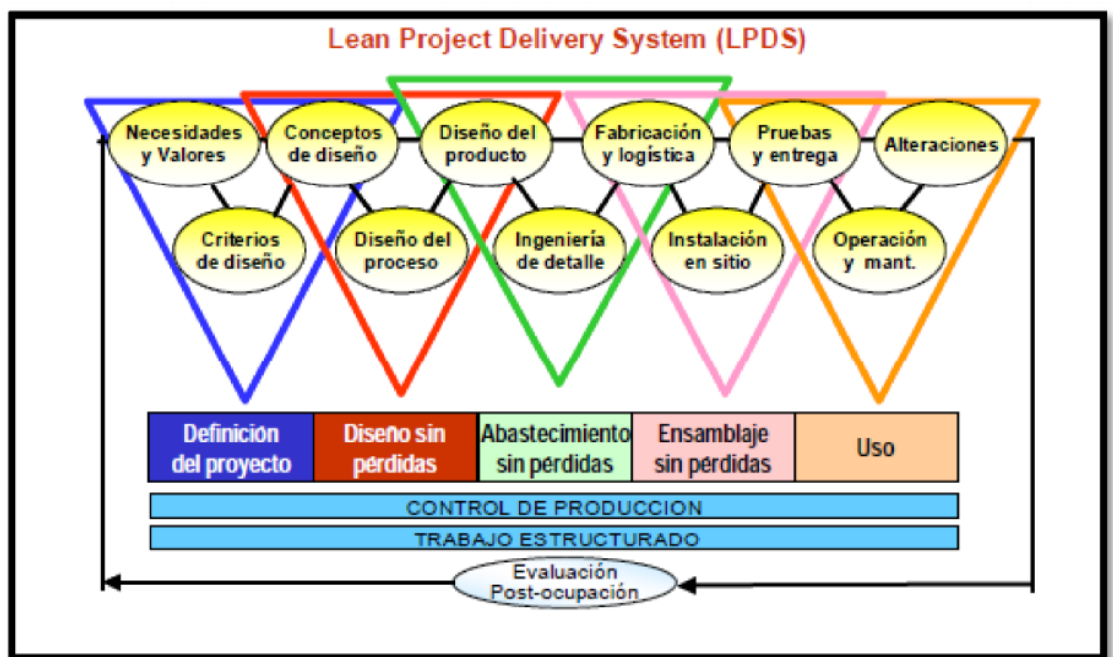 Lean Project Delivery System (LPDS)
Necesidades
y Valores
Conceptos
de diseño
Diseño del
producto
Fabricación
y logística
Pruebas
y entrega
Alteraciones
Criterios
de diseño
Diseño del
proceso
Ingeniería
de detalle
Instalación
en sitio
Operación
y mant.
Definición
del proyecto
Diseño sin
pérdidas
Abastecimiento
sin pérdidas
Ensamblaje
sin pérdidas
Uso
CONTROL DE PRODUCCION
TRABAJO ESTRUCTURADO
Evaluación
Post-ocupación